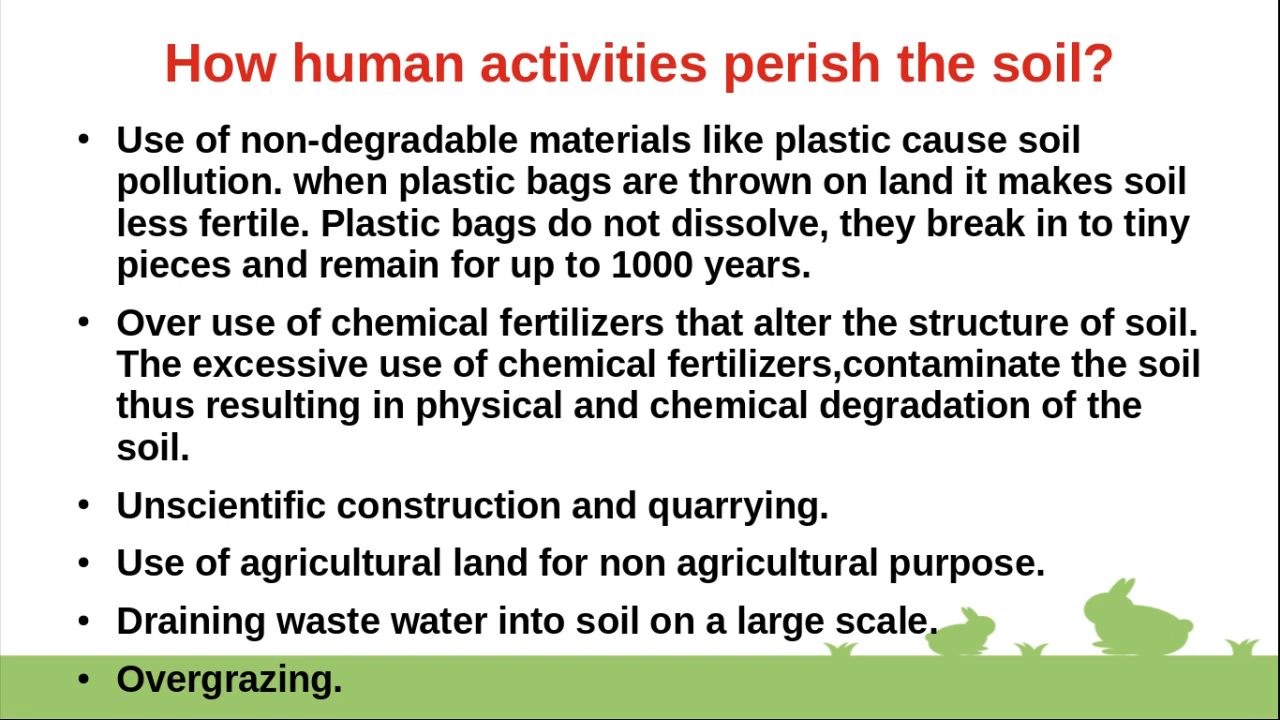 How human activities perish the soil?
• Use of non-degradable materials like plastic cause soil
pollution. when plastic bags are thrown on land it makes soil
less fertile. Plastic bags do not dissolve, they break in to tiny
pieces and remain for up to 1000 years.
• Over use of chemical fertilizers that alter the structure of soil.
The excessive use of chemical fertilizers,contaminate the soil
thus resulting in physical and chemical degradation of the
soil.
• Unscientific construction and quarrying.
• Use of agricultural land for non agricultural purpose.
• Draining waste water into soil on a large scale.
• Overgrazing.